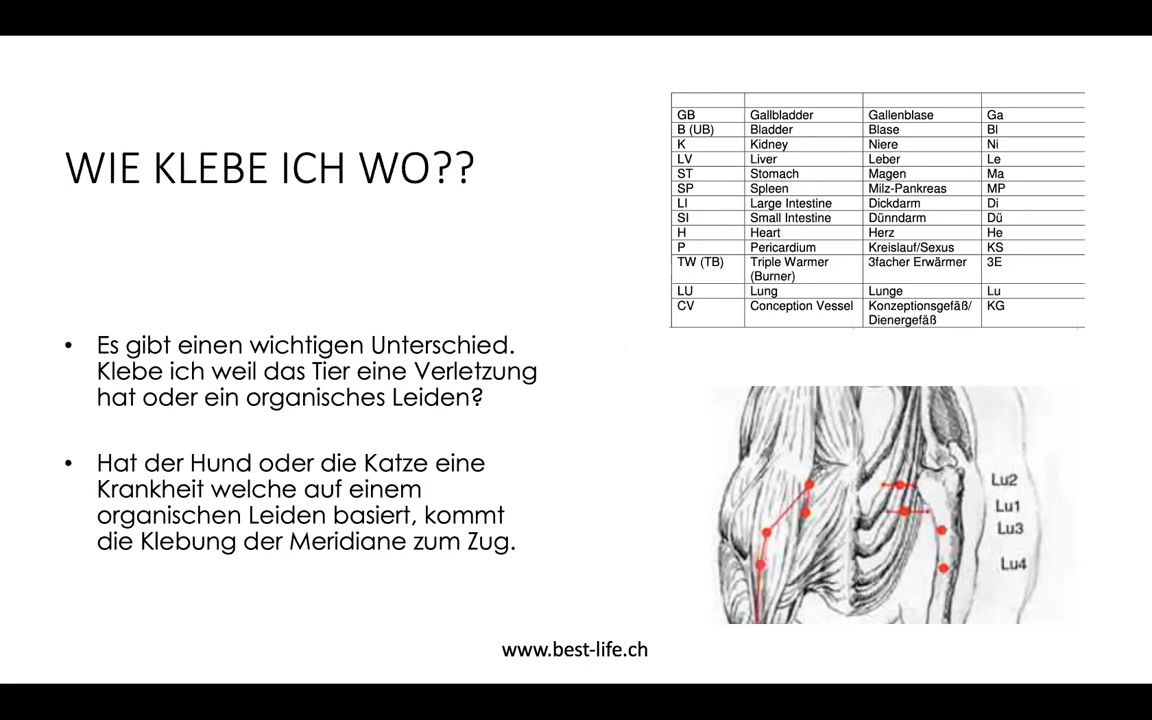 WIE KLEBE ICH WO??
• Es gibt einen wichtigen Unterschied.
Klebe ich weil das Tier eine Verletzung
hat oder ein organisches Leiden?
• Hat der Hund oder die Katze eine
Krankheit welche auf einem
organischen Leiden basiert, kommt
die Klebung der Meridiane zum Zug.
GB Gallbladder Gallenblase Ga
B (UB) Bladder Blase Bl
K Kidney Niere Ni
LV Liver Leber Le
ST Stomach Magen Ma
SP Spleen Milz-Pankreas MP
LI Large Intestine Dickdarm Di
SI Small Intestine Dünndarm Dü
H Heart Herz He
P Pericardium Kreislauf/Sexus KS
TW (TB) Triple Warmer 3facher Erwärmer 3E
(Burner)
LU Lung Lunge Lu
CV Conception Vessel Konzeptionsgefäß/ KG
Dienergefäß
Lu2
Lu1
Lu3
Lu4
www.best-life.ch